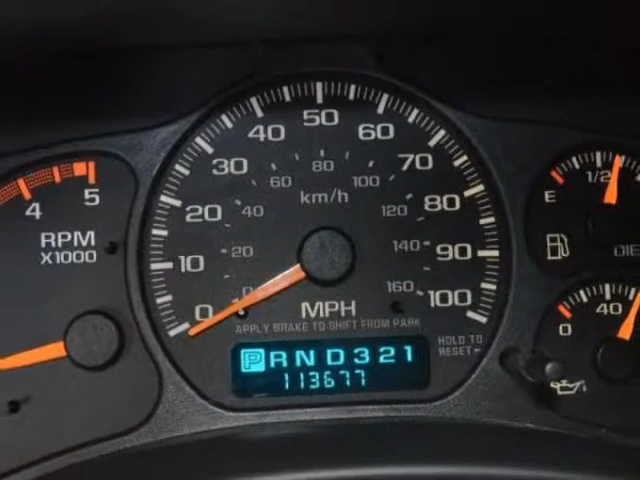 4 5
RPM
X1000
0 10 20 30 40 50 60 70 80 90 100
0 20 40 60 80 100 120 140 160
km/h
MPH
APPLY BRAKE TO SHIFT FROM PARK
PRND321
113677
HOLD TO
RESET
E 1/2
DIE
0 40